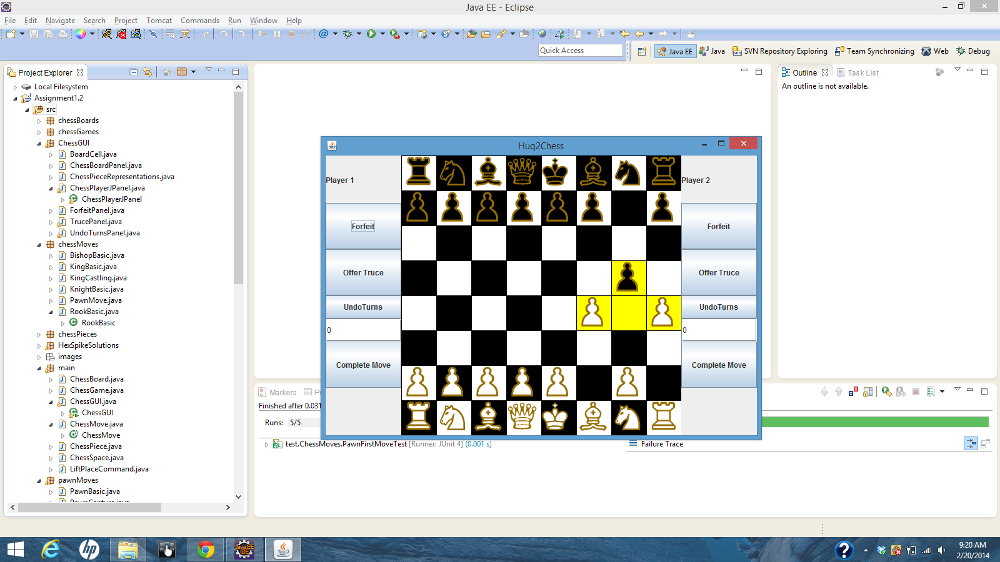 Java EE - Eclipse
File Edit Navigate Search Project Tomcat Commands Run Window Help
Quick Access
Java EE Java SVN Repository Exploring Team Synchronizing Web Debug
Project Explorer
Local Filesystem
Assignment1.2
src
chessBoards
chessGames
ChessGUI
BoardCell.java
ChessBoardPanel.java
ChessPieceRepresentations.java
ChessPlayerJPanel.java
ChessPlayerJPanel
ForfeitPanel.java
TrucePanel.java
UndoTurnsPanel.java
chessMoves
BishopBasic.java
KingBasic.java
KingCastling.java
KnightBasic.java
PawnMove.java
RookBasic.java
RookBasic
chessPieces
HexSpikeSolutions
images
main
ChessBoard.java
ChessGame.java
ChessGUI.java
ChessGUI
ChessMove.java
ChessMove
ChessPiece.java
ChessSpace.java
LiftPlaceCommand.java
pawnMoves
PawnBasic.java
PawnCapture.java
Outline Task List
An outline is not available.
Huq2Chess
Player 1
Forfeit
Offer Truce
UndoTurns
0
Complete Move
Player 2
Forfeit
Offer Truce
UndoTurns
0
Complete Move
Markers
Finished after 0.031
Runs: 5/5
test.ChessMoves.PawnFirstMoveTest [Runner: JUnit 4] (0.001 s)
Failure Trace
hp
Java EE
IDE
9:20 AM
2/20/2014